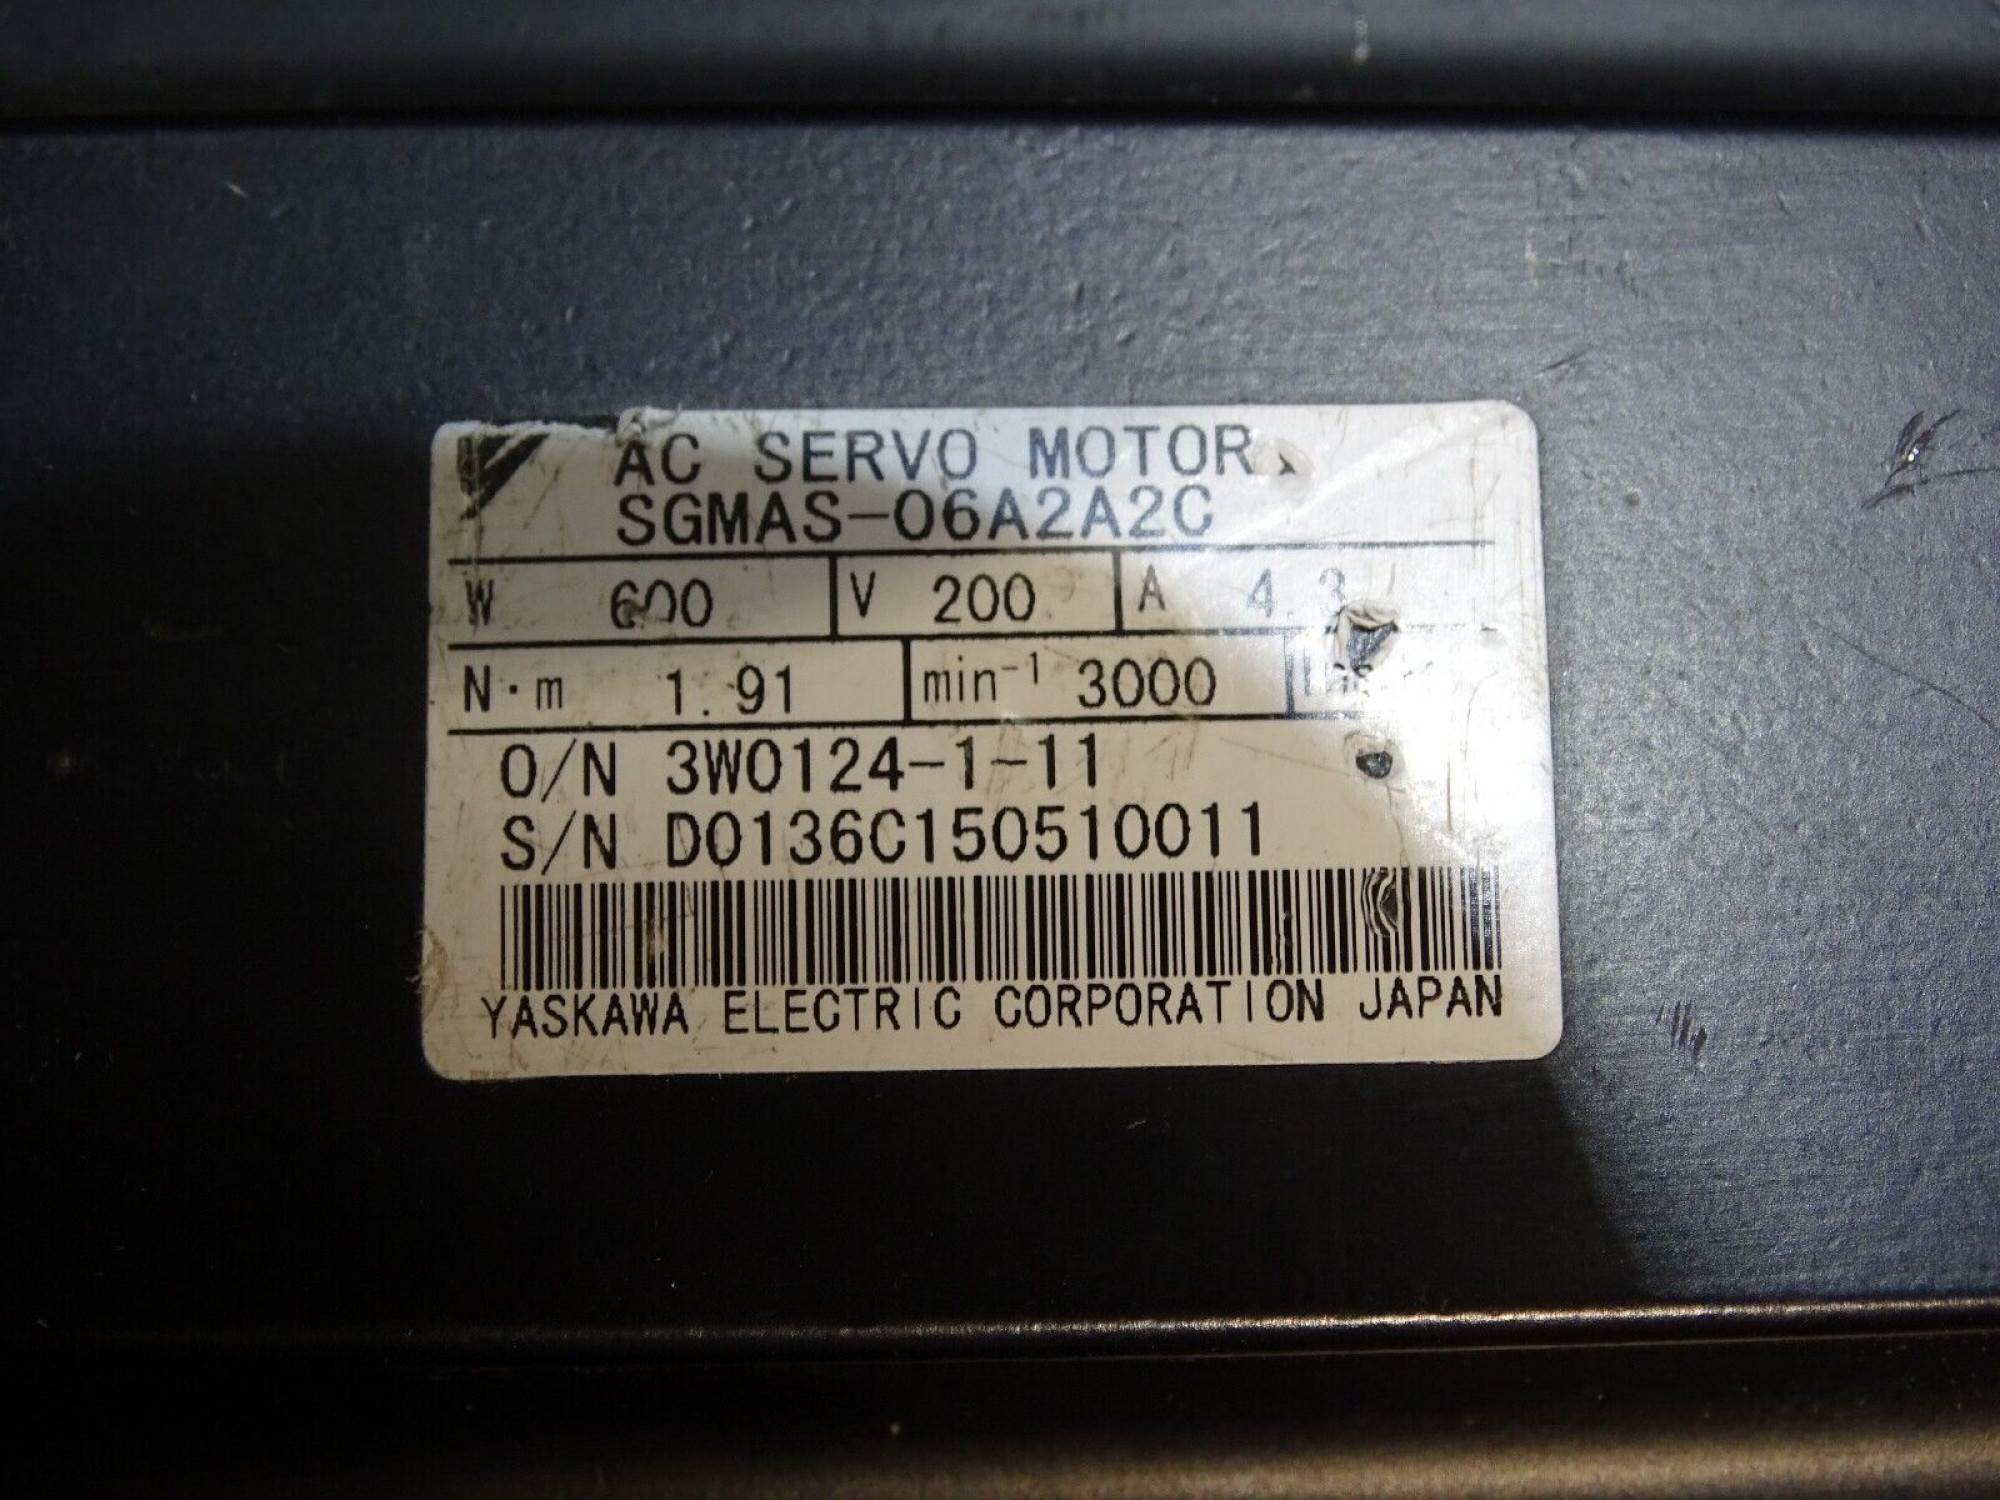 AC SERVO MOTOR
SGMAS-06A2A2C
W 600 V 200 A 4.3
N·m 1.91 min⁻¹ 3000
O/N 3W0124-1-11
S/N D0136C150510011
YASKAWA ELECTRIC CORPORATION JAPAN